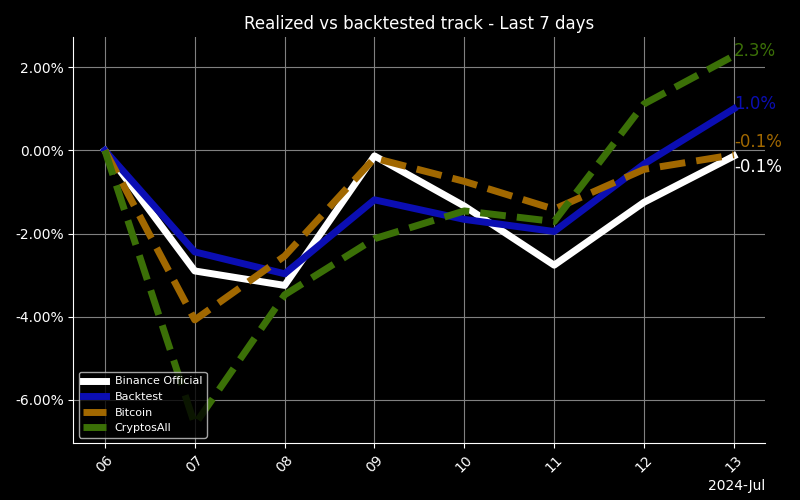 Realized vs backtested track - Last 7 days
2.00%
0.00%
-2.00%
-4.00%
-6.00%
2.3%
1.0%
-0.1%
-0.1%
Binance Official
Backtest
Bitcoin
CryptosAll
06
07
08
09
10
11
12
13
2024-Jul